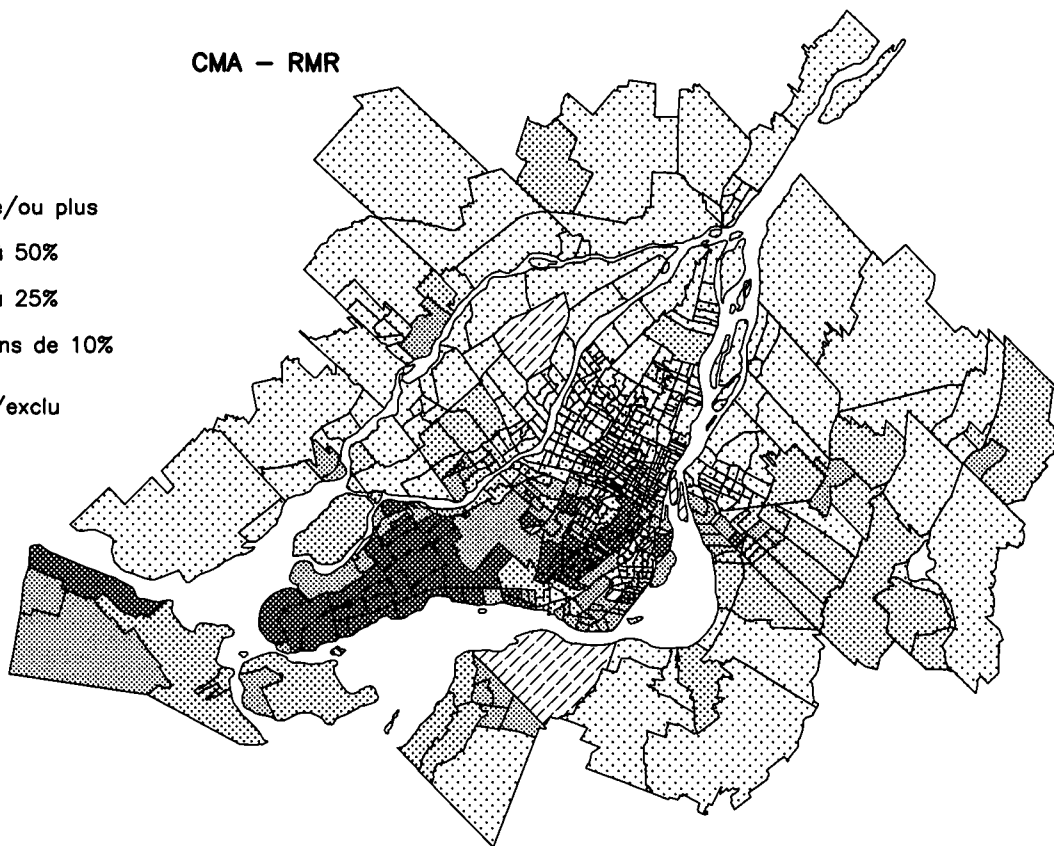 CMA – RMR
e/ou plus
à 50%
à 25%
ns de 10%
/exclu